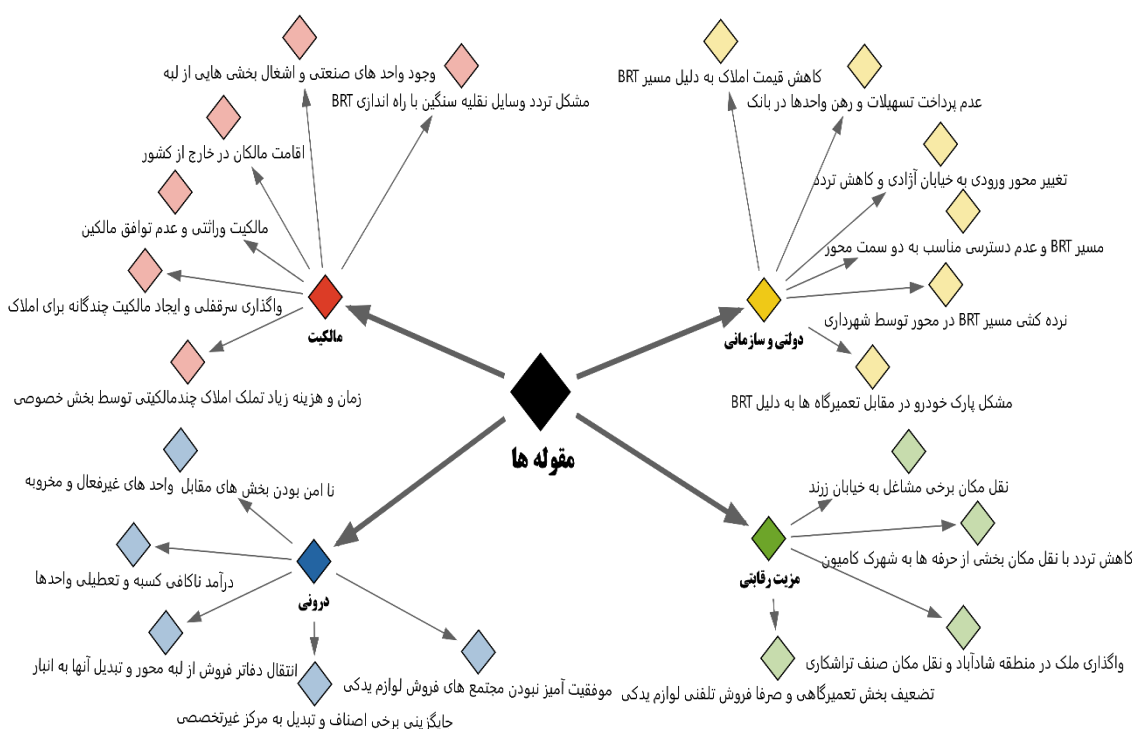 وجود واحد های صنعتی و اشغال بخشی هایی از لبه
مشکل تردد وسایل نقلیه سنگین با راه اندازی BRT
اقامت مالکان در خارج از کشور
مالکیت وراثتی و عدم توافق مالکین
واگذاری سرقفلی و ایجاد مالکیت چندگانه برای املاک
زمان و هزینه زیاد تملک املاک چندمالکیتی توسط بخش خصوصی
مالکیت
کاهش قیمت املاک به دلیل مسیر BRT
عدم پرداخت تسهیلات و رهن واحدها در بانک
تغییر محور ورودی به خیابان آژادی و کاهش تردد
مسیر BRT و عدم دسترسی مناسب به دو سمت محور
نرده کشی مسیر BRT در محور توسط شهرداری
مشکل پارک خودرو در مقابل تعمیرگاه ها به دلیل BRT
دولتی و سازمانی
مقوله ها
نا امن بودن بخش های مقابل واحد های غیرفعال و مخروبه
درآمد ناکافی کسبه و تعطیلی واحدها
انتقال دفاتر فروش از لبه محور و تبدیل آنها به انبار
جایگزینی برخی اصناف و تبدیل به مرکز غیرتخصصی
موفقیت آمیز نبودن مجتمع های فروش لوازم یدکی
درونی
نقل مکان برخی مشاغل به خیابان زرند
کاهش تردد با نقل مکان بخشی از حرفه ها به شهرک کامیون
واگذاری ملک در منطقه شادآباد و نقل مکان صنف تراشکاری
تضعیف بخش تعمیرگاهی و صرفا فروش تلفنی لوازم یدکی
مزیت رقابتی